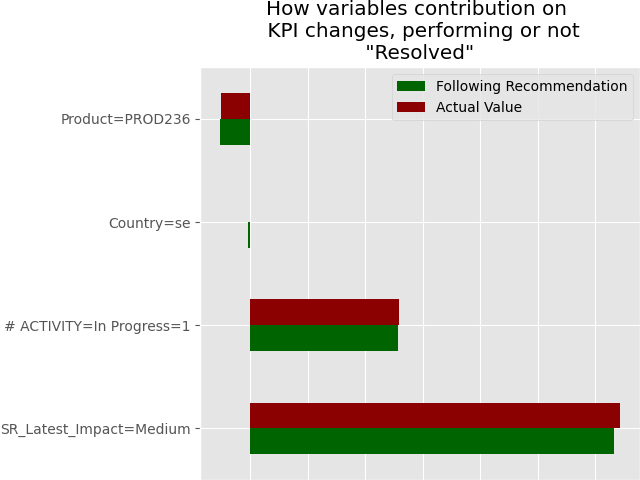 How variables contribution on
KPI changes, performing or not
"Resolved"
Following Recommendation
Actual Value
Product=PROD236
Country=se
# ACTIVITY=In Progress=1
SR_Latest_Impact=Medium